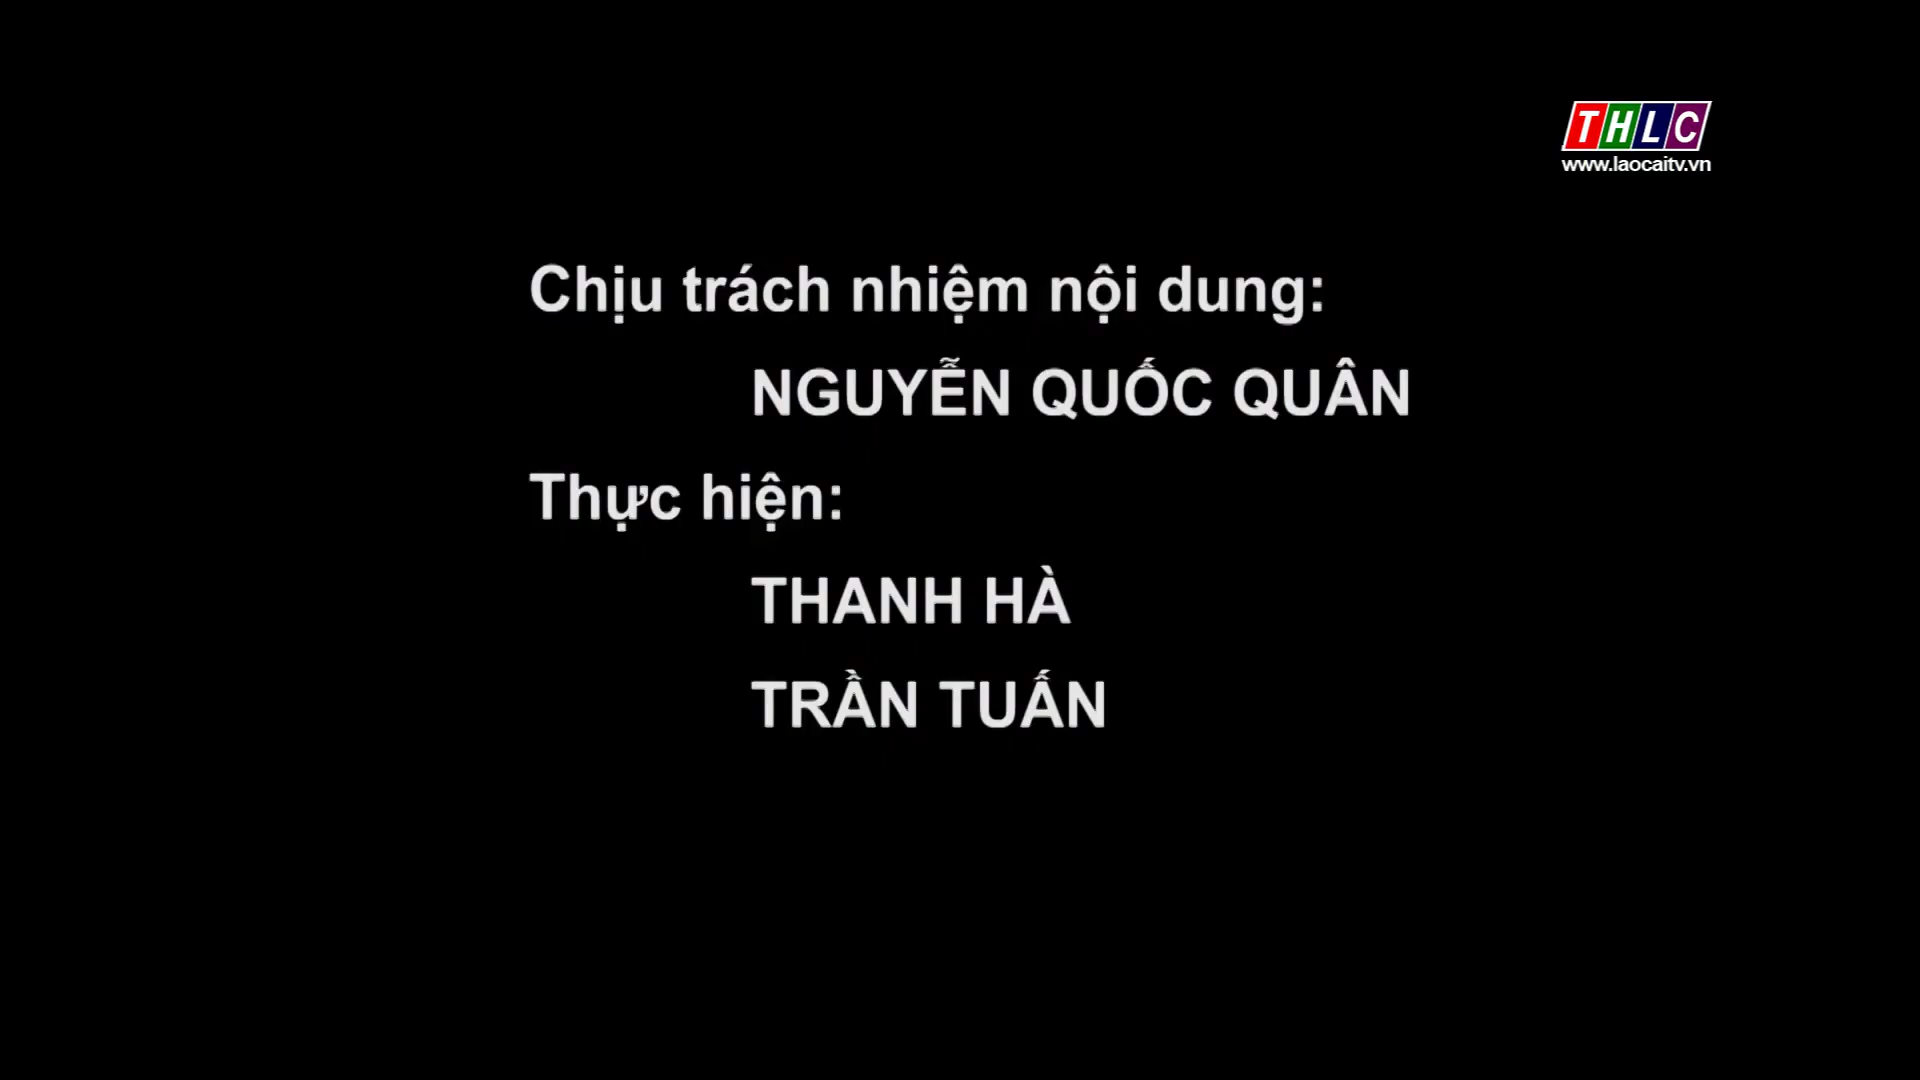 THLC
www.laocaitv.vn
Chịu trách nhiệm nội dung:
NGUYỄN QUỐC QUÂN
Thực hiện:
THANH HÀ
TRẦN TUẤN